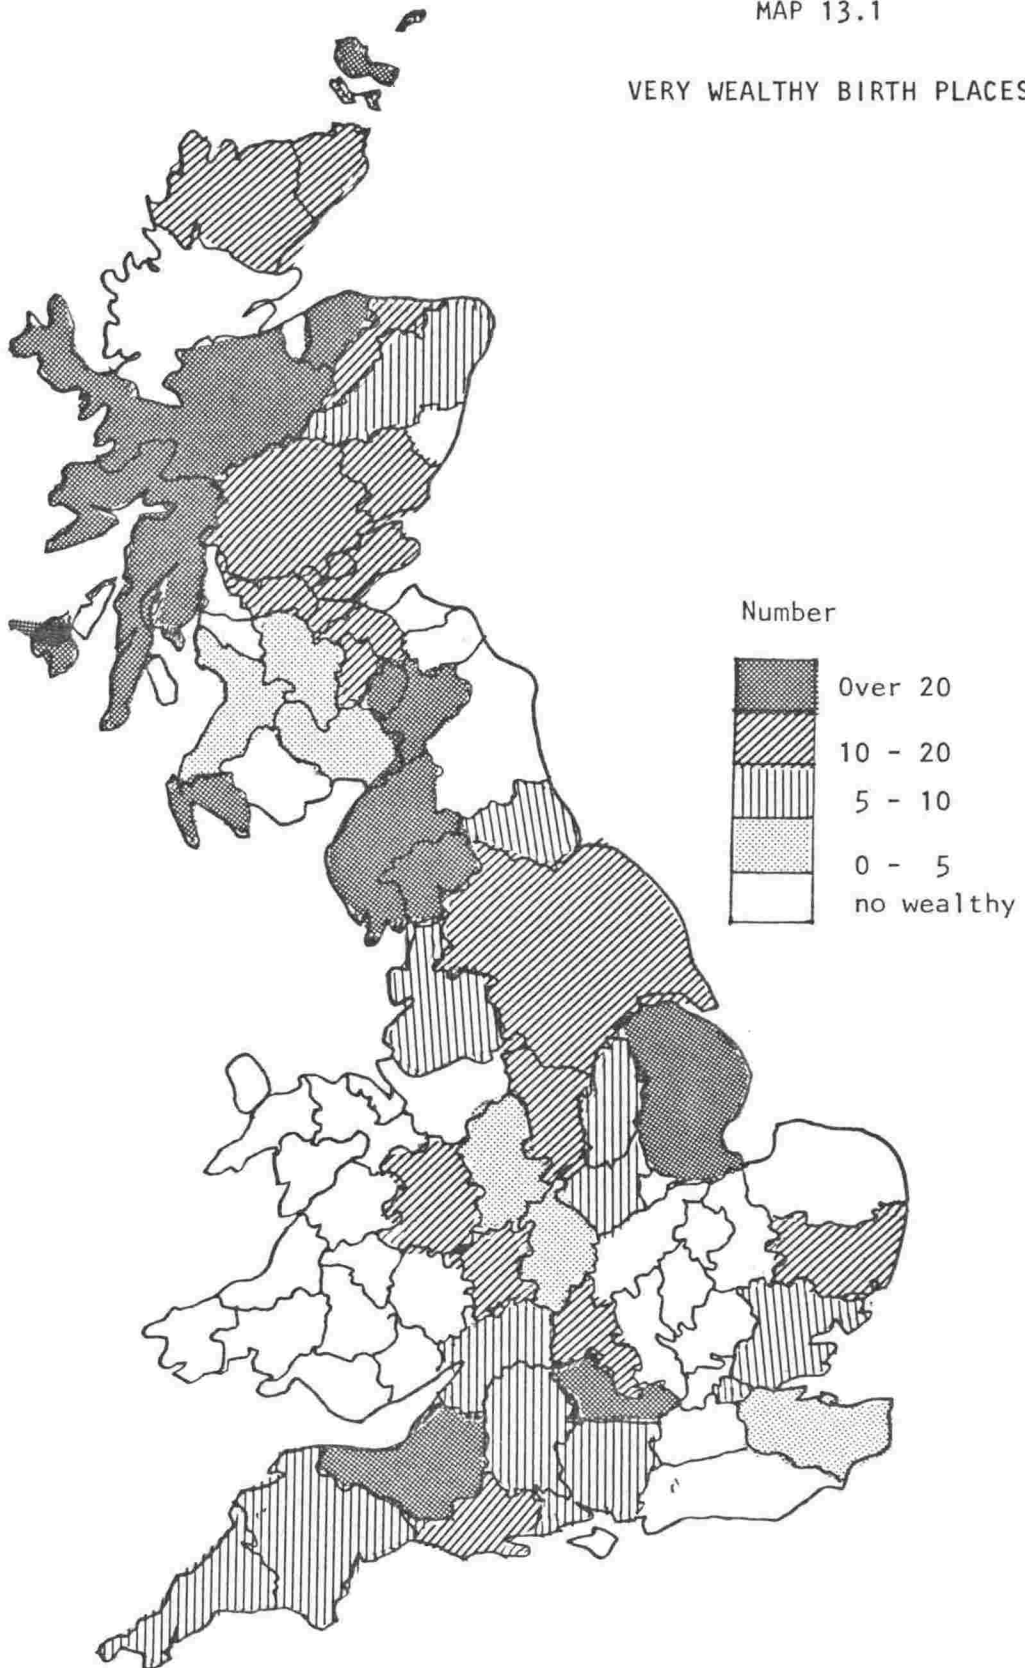 MAP 13.1
VERY WEALTHY BIRTH PLACES
Number
Over 20
10 - 20
5 - 10
0 - 5
no wealthy